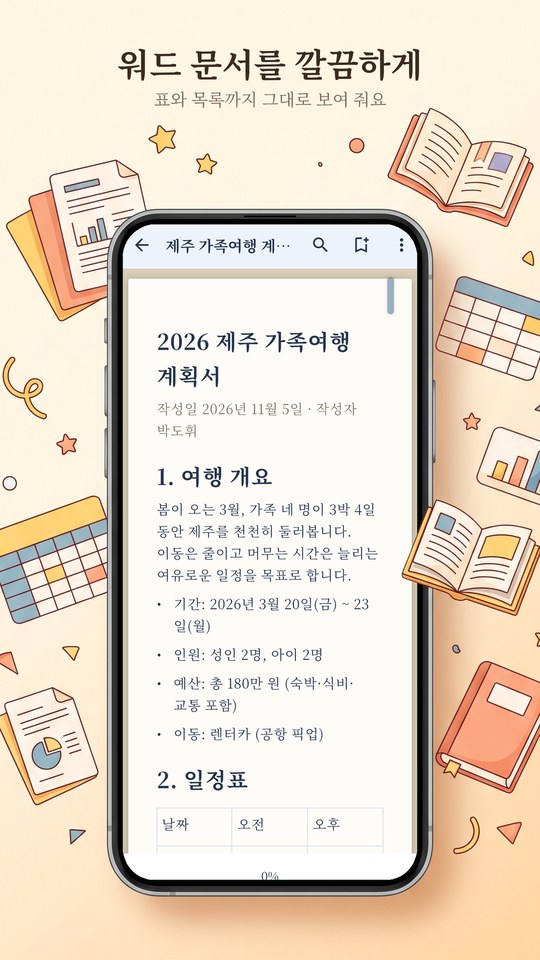 워드 문서를 깔끔하게
표와 목록까지 그대로 보여 줘요
제주 가족여행 계…
2026 제주 가족여행
계획서
작성일 2026년 11월 5일 · 작성자
박도휘
1. 여행 개요
봄이 오는 3월, 가족 네 명이 3박 4일
동안 제주를 천천히 둘러봅니다.
이동은 줄이고 머무는 시간은 늘리는
여유로운 일정을 목표로 합니다.
• 기간: 2026년 3월 20일(금) ~ 23
일(월)
• 인원: 성인 2명, 아이 2명
• 예산: 총 180만 원 (숙박·식비·
교통 포함)
• 이동: 렌터카 (공항 픽업)
2. 일정표
날짜 오전 오후
0%